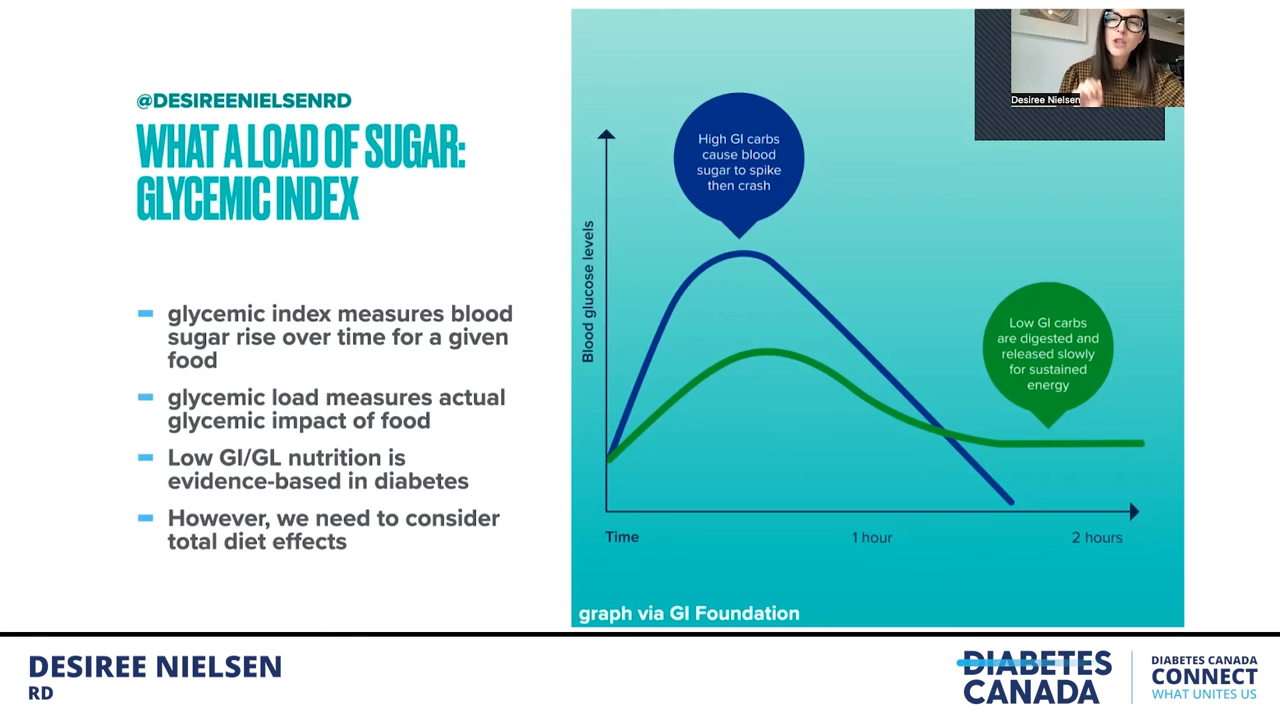 @DESIREENIELSENRD
WHAT A LOAD OF SUGAR:
GLYCEMIC INDEX
glycemic index measures blood
sugar rise over time for a given
food
glycemic load measures actual
glycemic impact of food
Low GI/GL nutrition is
evidence-based in diabetes
However, we need to consider
total diet effects
Desiree Nielsen
High GI carbs
cause blood
sugar to spike
then crash
Blood glucose levels
Low GI carbs
are digested and
released slowly
for sustained
energy
Time
1 hour
2 hours
graph via GI Foundation
DESIREE NIELSEN
RD
DIABETES
CANADA
DIABETES CANADA
CONNECT
WHAT UNITES US